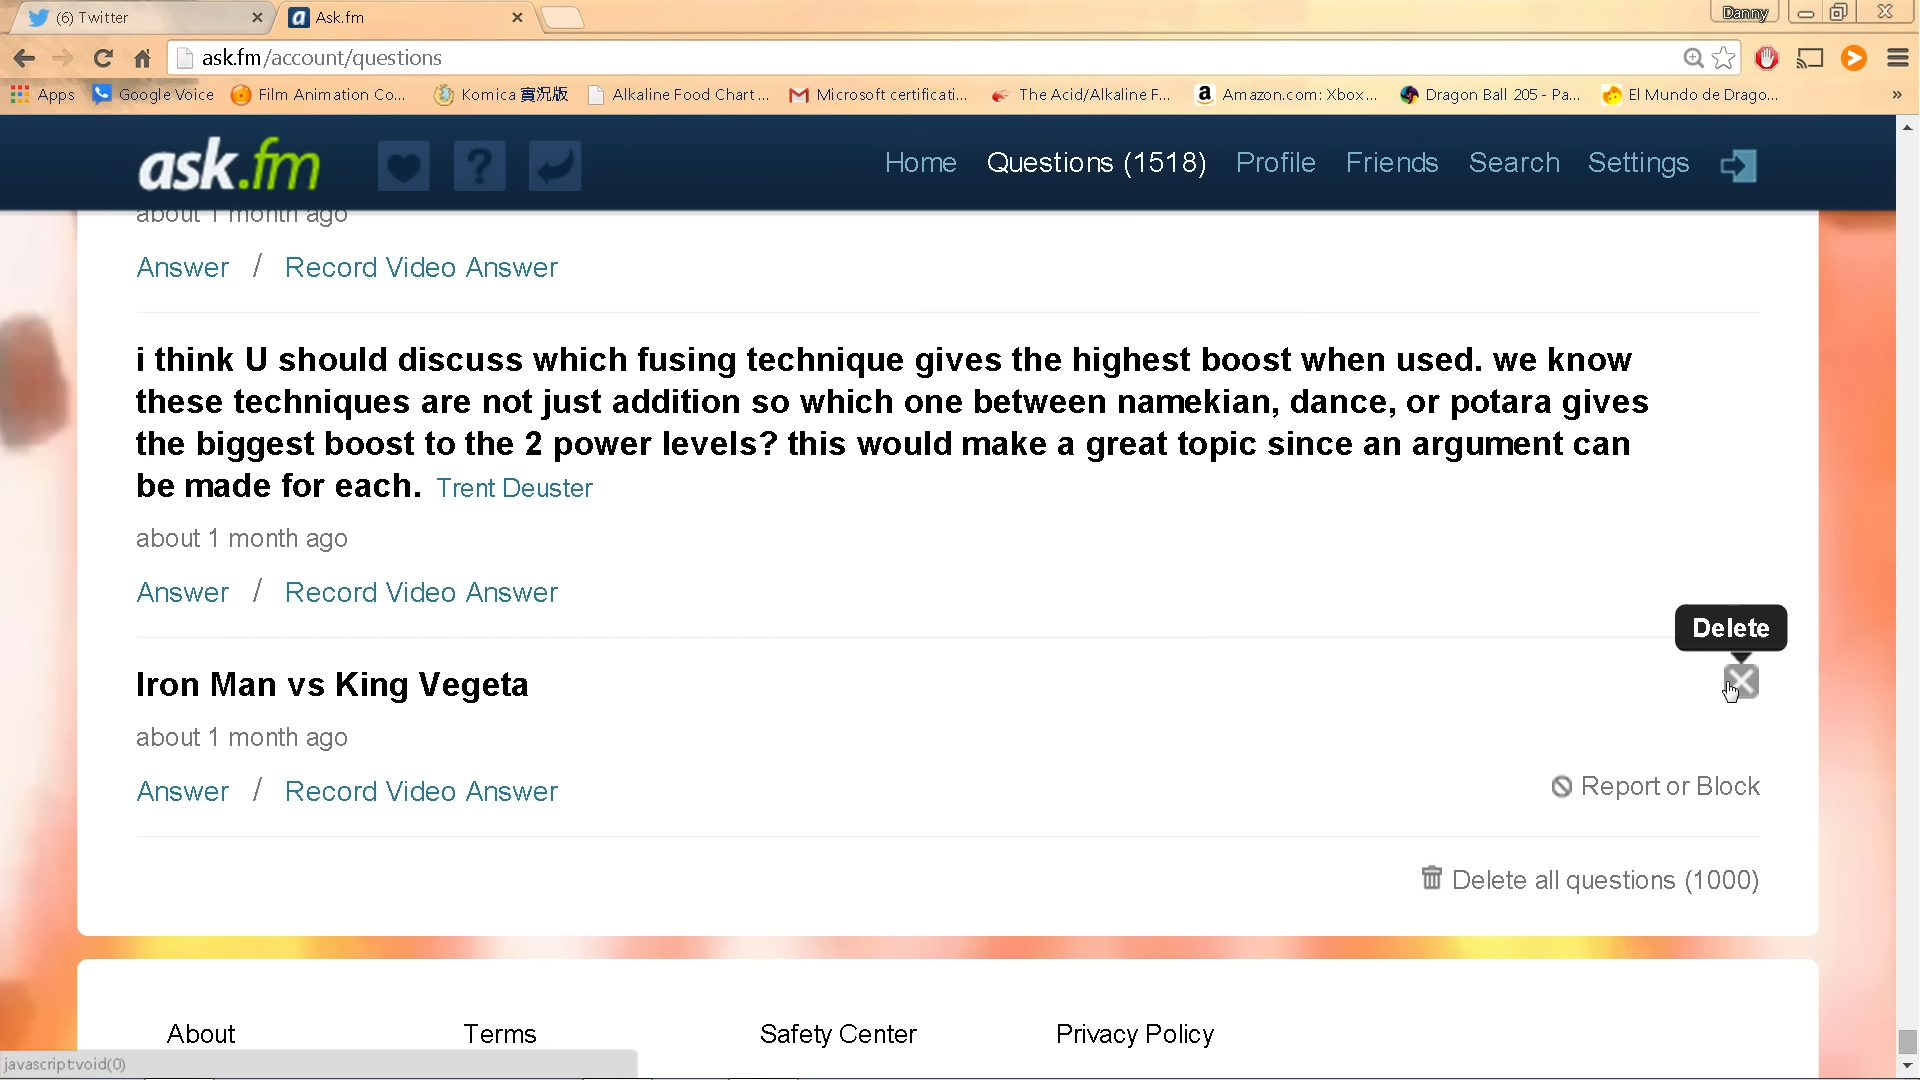 (6) Twitter
Ask.fm
Danny
ask.fm/account/questions
Apps
Google Voice
Film Animation Co...
Komica 實況版
Alkaline Food Chart ...
Microsoft certificati...
The Acid/Alkaline F...
Amazon.com: Xbox...
Dragon Ball 205 - Pa...
El Mundo de Drago...
»
ask.fm
Home
Questions (1518)
Profile
Friends
Search
Settings
about 1 month ago
Answer / Record Video Answer
i think U should discuss which fusing technique gives the highest boost when used. we know
these techniques are not just addition so which one between namekian, dance, or potara gives
the biggest boost to the 2 power levels? this would make a great topic since an argument can
be made for each. Trent Deuster
about 1 month ago
Answer / Record Video Answer
Delete
Iron Man vs King Vegeta
about 1 month ago
Answer / Record Video Answer
Report or Block
Delete all questions (1000)
About
Terms
Safety Center
Privacy Policy
javascript:void(0)